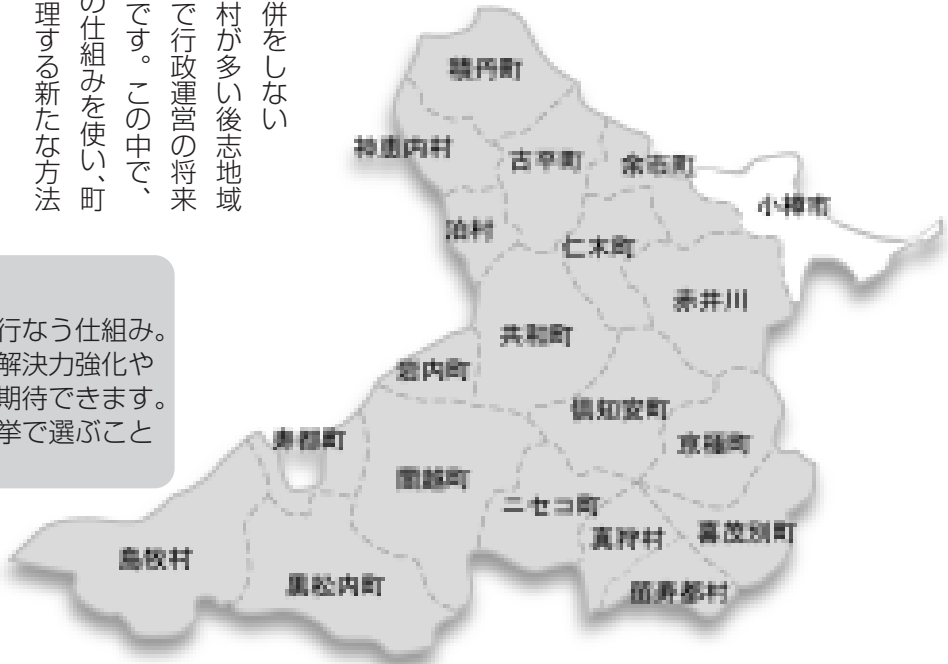 併をしない
村が多い後志地域
で行政運営の将来
です。この中で、
の仕組みを使い、町
理する新たな方法
行なう仕組み。
解決力強化や
期待できます。
挙で選ぶこと
積丹町
神恵内村
古平町
余市町
小樽市
泊村
仁木町
赤井川
共和町
岩内町
倶知安町
京極町
寿都町
蘭越町
ニセコ町
真狩村
喜茂別町
島牧村
黒松内町
留寿都村